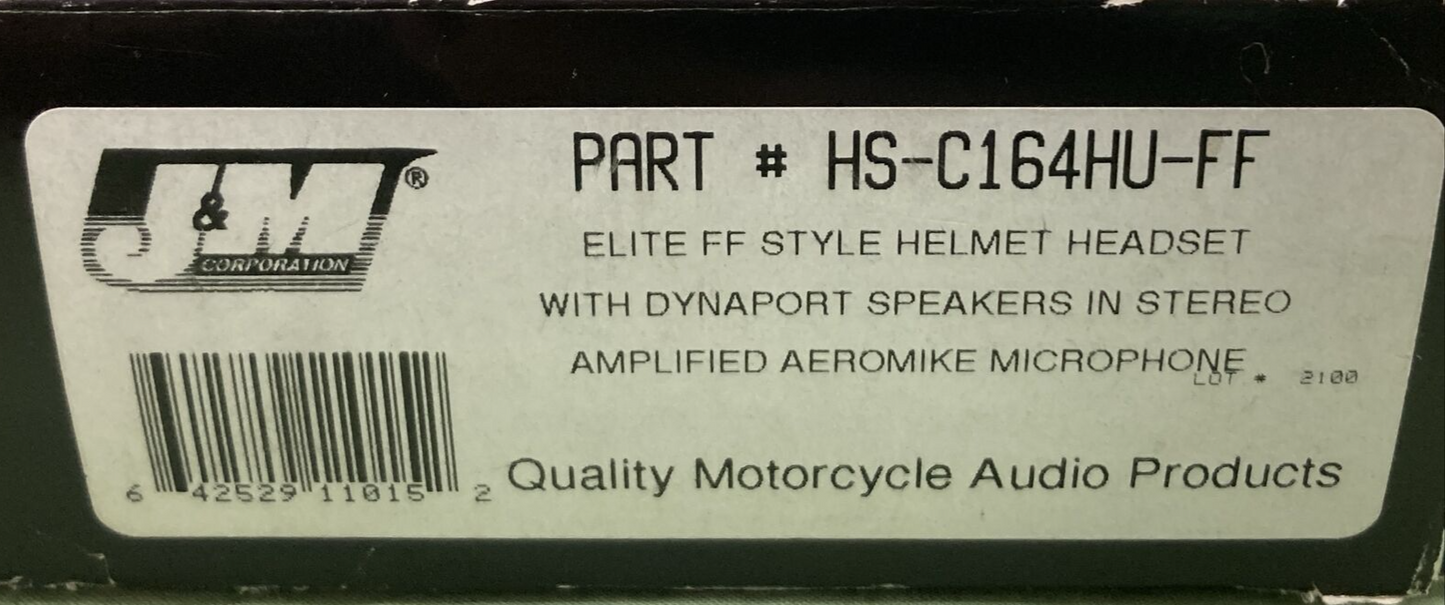 J&M®
CORPORATION
PART # HS-C164HU-FF
ELITE FF STYLE HELMET HEADSET
WITH DYNAPORT SPEAKERS IN STEREO
AMPLIFIED AEROMIKE MICROPHONE
LOT # 2100
6 42529 11015 2
Quality Motorcycle Audio Products